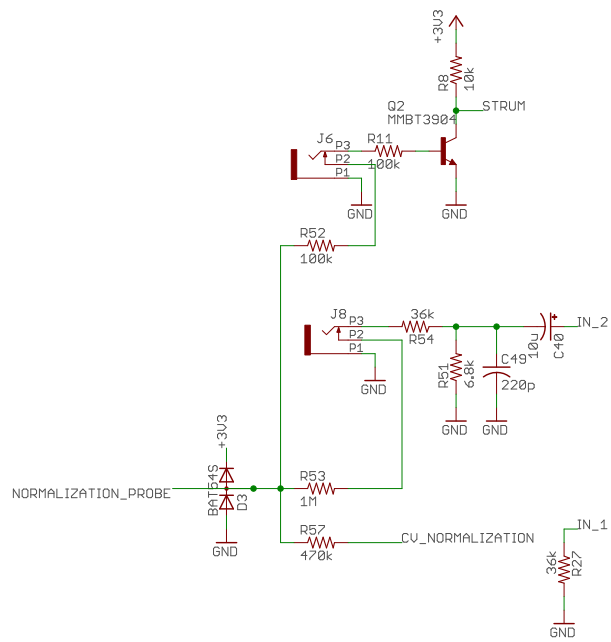 +3V3
R8
10k
Q2
MMBT3904
STRUM
J6
P3
P2
P1
R11
100k
GND
GND
R52
100k
J8
P3
P2
P1
36k
R54
IN_2
10u
C40
R51
6.8k
C49
220p
GND
GND
GND
+3V3
BAT54S
D3
NORMALIZATION_PROBE
GND
R53
1M
R57
470k
CV_NORMALIZATION
IN_1
36k
R27
GND